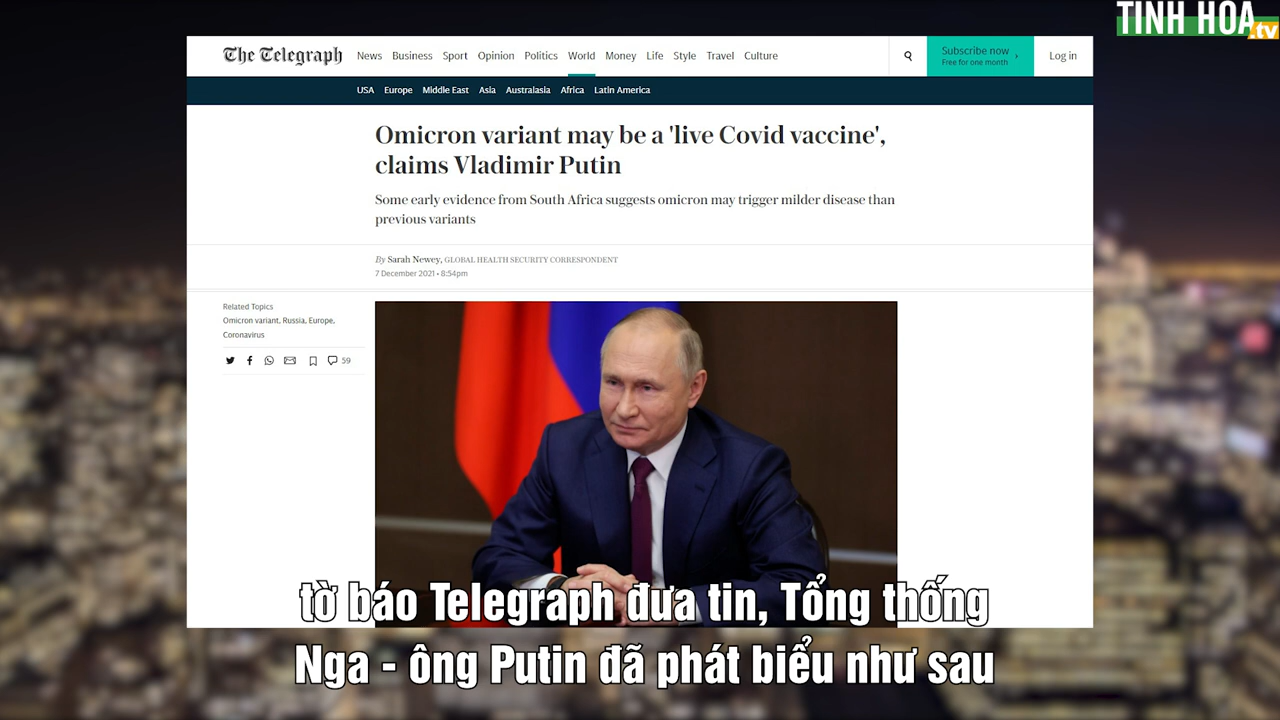 TINH HOA
.tv
The Telegraph
News Business Sport Opinion Politics World Money Life Style Travel Culture
Subscribe now
Free for one month
Log in
USA Europe Middle East Asia Australasia Africa Latin America
Omicron variant may be a 'live Covid vaccine',
claims Vladimir Putin
Some early evidence from South Africa suggests omicron may trigger milder disease than
previous variants
By Sarah Newey, GLOBAL HEALTH SECURITY CORRESPONDENT
7 December 2021 • 8:54pm
Related Topics
Omicron variant, Russia, Europe,
Coronavirus
59
tờ báo Telegraph đưa tin, Tổng thống
Nga - ông Putin đã phát biểu như sau